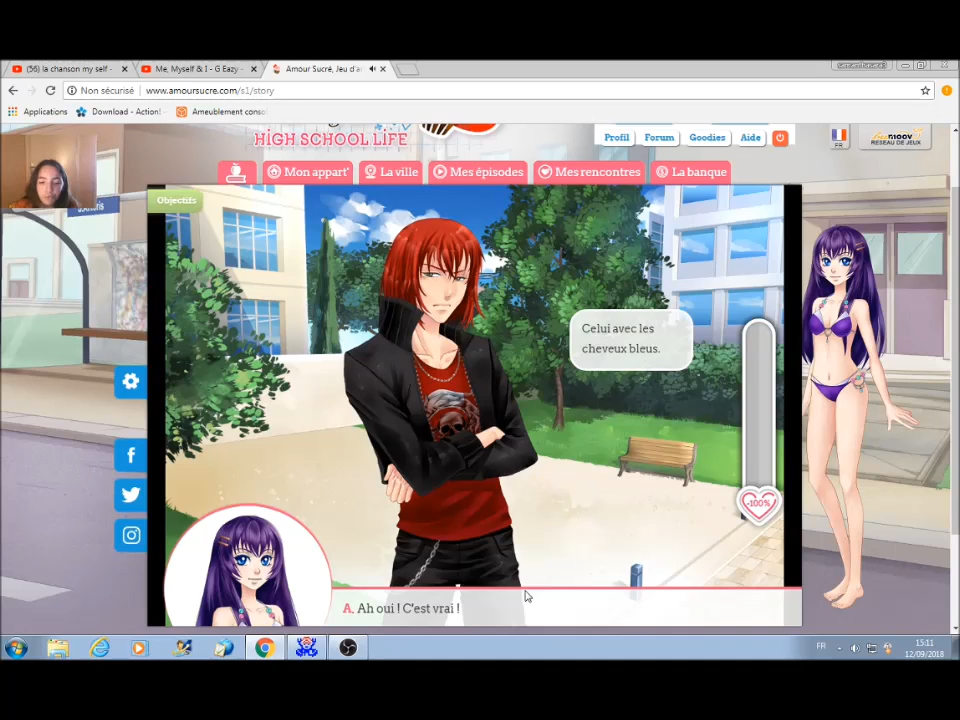 (56) la chanson my self -
Me, Myself & I - G Eazy -
Amour Sucré, Jeu d'a
Non sécurisé
www.amoursucre.com/s1/story
Applications
Download - Action!
Ameublement conso
HIGH SCHOOL LIFE
Profil
Forum
Goodies
Aide
FR
RESEAU DE JEUX
Mon appart'
La ville
Mes épisodes
Mes rencontres
La banque
Objectifs
Celui avec les
cheveux bleus.
-100%
A. Ah oui ! C'est vrai !
FR
15:11
12/09/2018